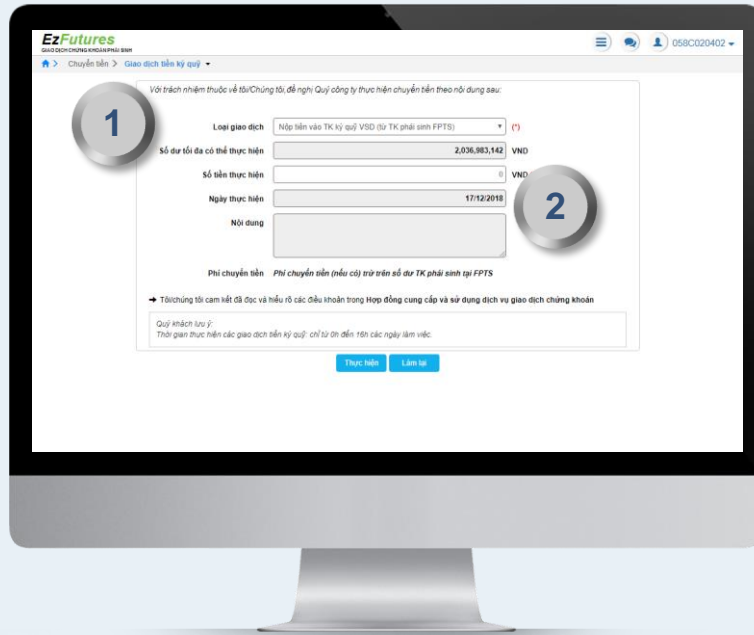 EzFutures
GIAO DỊCH CHỨNG KHOÁN PHÁI SINH
058C020402
Chuyển tiền > Giao dịch tiền ký quỹ
Với trách nhiệm thuộc về tôi/Chúng tôi, đề nghị Quý công ty thực hiện chuyển tiền theo nội dung sau:
1
Loại giao dịch Nộp tiền vào TK ký quỹ VSD (từ TK phái sinh FPTS) (*)
Số dư tối đa có thể thực hiện 2,036,983,142 VND
Số tiền thực hiện 0 VND
Ngày thực hiện 17/12/2018
2
Nội dung
Phí chuyển tiền Phí chuyển tiền (nếu có) trừ trên số dư TK phái sinh tại FPTS
➔ Tôi/chúng tôi cam kết đã đọc và hiểu rõ các điều khoản trong Hợp đồng cung cấp và sử dụng dịch vụ giao dịch chứng khoán
Quý khách lưu ý:
Thời gian thực hiện các giao dịch tiền ký quỹ: chỉ từ 0h đến 16h các ngày làm việc.
Thực hiện Làm lại